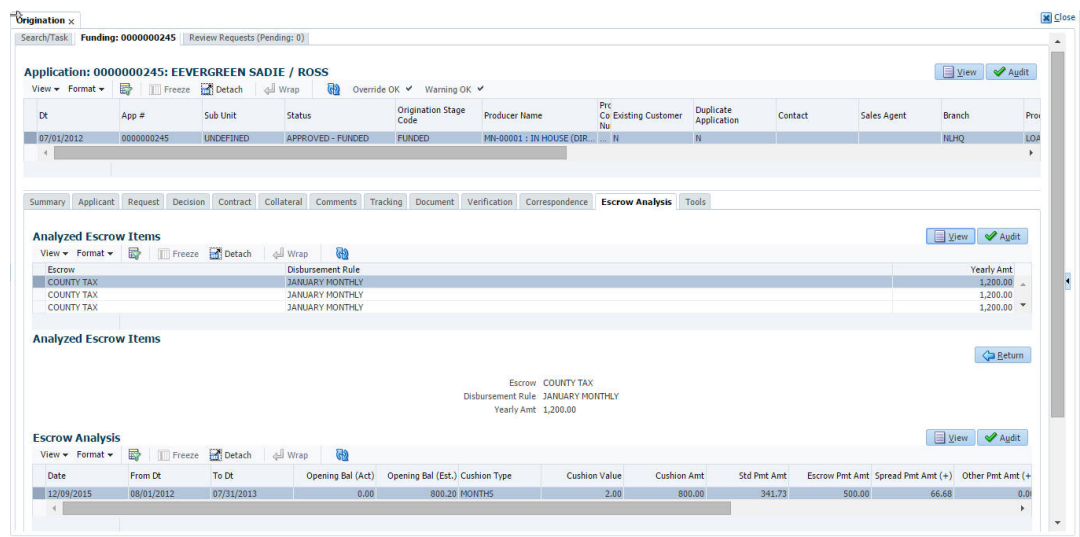 Origination x
Close
Search/Task Funding: 0000000245 Review Requests (Pending: 0)
Application: 0000000245: EEVERGREEN SADIE / ROSS
View Audit
View Format Freeze Detach Wrap Override OK Warning OK
Dt App # Sub Unit Status Origination Stage Code Producer Name Prc Co Nu Existing Customer Duplicate Application Contact Sales Agent Branch Pro
07/01/2012 0000000245 UNDEFINED APPROVED - FUNDED FUNDED MN-00001 : IN HOUSE (DIR... ... N N NLHQ LOA
Summary Applicant Request Decision Contract Collateral Comments Tracking Document Verification Correspondence Escrow Analysis Tools
Analyzed Escrow Items
View Audit
View Format Freeze Detach Wrap
Escrow Disbursement Rule Yearly Amt
COUNTY TAX JANUARY MONTHLY 1,200.00
COUNTY TAX JANUARY MONTHLY 1,200.00
COUNTY TAX JANUARY MONTHLY 1,200.00
Analyzed Escrow Items
Return
Escrow COUNTY TAX
Disbursement Rule JANUARY MONTHLY
Yearly Amt 1,200.00
Escrow Analysis
View Audit
View Format Freeze Detach Wrap
Date From Dt To Dt Opening Bal (Act) Opening Bal (Est.) Cushion Type Cushion Value Cushion Amt Std Pmt Amt Escrow Pmt Amt Spread Pmt Amt (+) Other Pmt Amt (+
12/09/2015 08/01/2012 07/31/2013 0.00 800.20 MONTHS 2.00 800.00 341.73 500.00 66.68 0.0